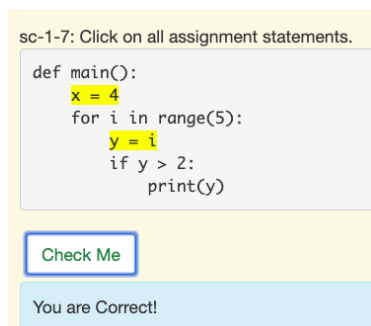 sc-1-7: Click on all assignment statements.
def main():
    x = 4
    for i in range(5):
        y = i
        if y > 2:
            print(y)
Check Me
You are Correct!